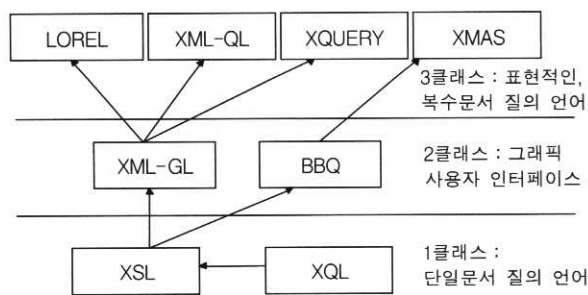 LOREL
XML-QL
XQUERY
XMAS
3클래스 : 표현적인,
복수문서 질의 언어
XML-GL
BBQ
2클래스 : 그래픽
사용자 인터페이스
XSL
XQL
1클래스 :
단일문서 질의 언어